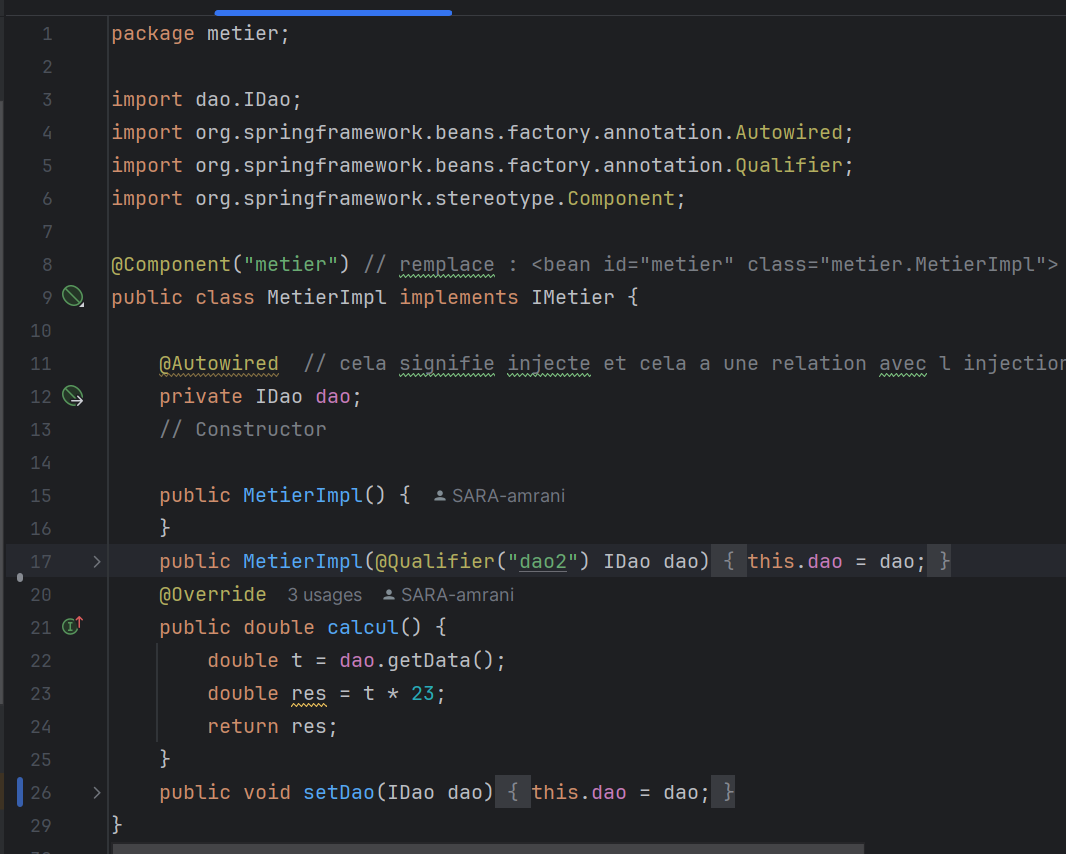 1 package metier;
2
3 import dao.IDao;
4 import org.springframework.beans.factory.annotation.Autowired;
5 import org.springframework.beans.factory.annotation.Qualifier;
6 import org.springframework.stereotype.Component;
7
8 @Component("metier") // remplace : <bean id="metier" class="metier.MetierImpl">
9 public class MetierImpl implements IMetier {
10
11 @Autowired // cela signifie injecte et cela a une relation avec l injection
12 private IDao dao;
13 // Constructor
14
15 public MetierImpl() { SARA-amrani
16 }
17 public MetierImpl(@Qualifier("dao2") IDao dao) { this.dao = dao; }
20 @Override 3 usages SARA-amrani
21 public double calcul() {
22 double t = dao.getData();
23 double res = t * 23;
24 return res;
25 }
26 public void setDao(IDao dao) { this.dao = dao; }
29 }